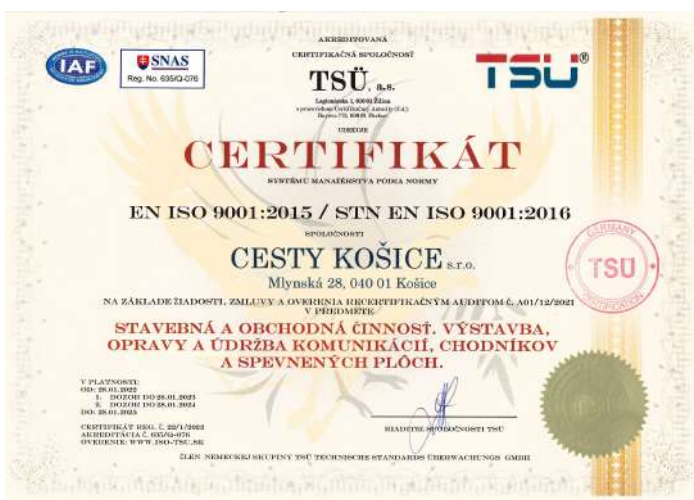 IAF
SNAS
Reg. No. 635/Q-076
AKREDITOVANÁ
CERTIFIKAČNÁ SPOLOČNOSŤ
TSÜ, a.s.
TSÜ®
UDEĽUJE
CERTIFIKÁT
SYSTÉMU MANAŽÉRSTVA PODĽA NORMY
EN ISO 9001:2015 / STN EN ISO 9001:2016
SPOLOČNOSTI
CESTY KOŠICE s.r.o.
Mlynská 28, 040 01 Košice
NA ZÁKLADE ŽIADOSTI, ZMLUVY A OVERENIA RECERTIFIKAČNÝM AUDITOM Č. A01/12/2021
V PREDMETE
STAVEBNÁ A OBCHODNÁ ČINNOSŤ. VÝSTAVBA,
OPRAVY A ÚDRŽBA KOMUNIKÁCIÍ, CHODNÍKOV
A SPEVNENÝCH PLÔCH.
GERMANY
TSÜ
CERTIFICATION
V PLATNOSTI:
OD: 28.01.2022
1. DOZOR DO 28.01.2023
2. DOZOR DO 28.01.2024
DO: 28.01.2025
CERTIFIKÁT REG. Č. 22/1/2022
AKREDITÁCIA Č. 635/Q-076
OVERENIE: WWW.ISO-TSU.SK
RIADITEĽ SPOLOČNOSTI TSÜ
ČLEN NEMECKEJ SKUPINY TSÜ TECHNISCHE STANDARDS ÜBERWACHUNGS GMBH